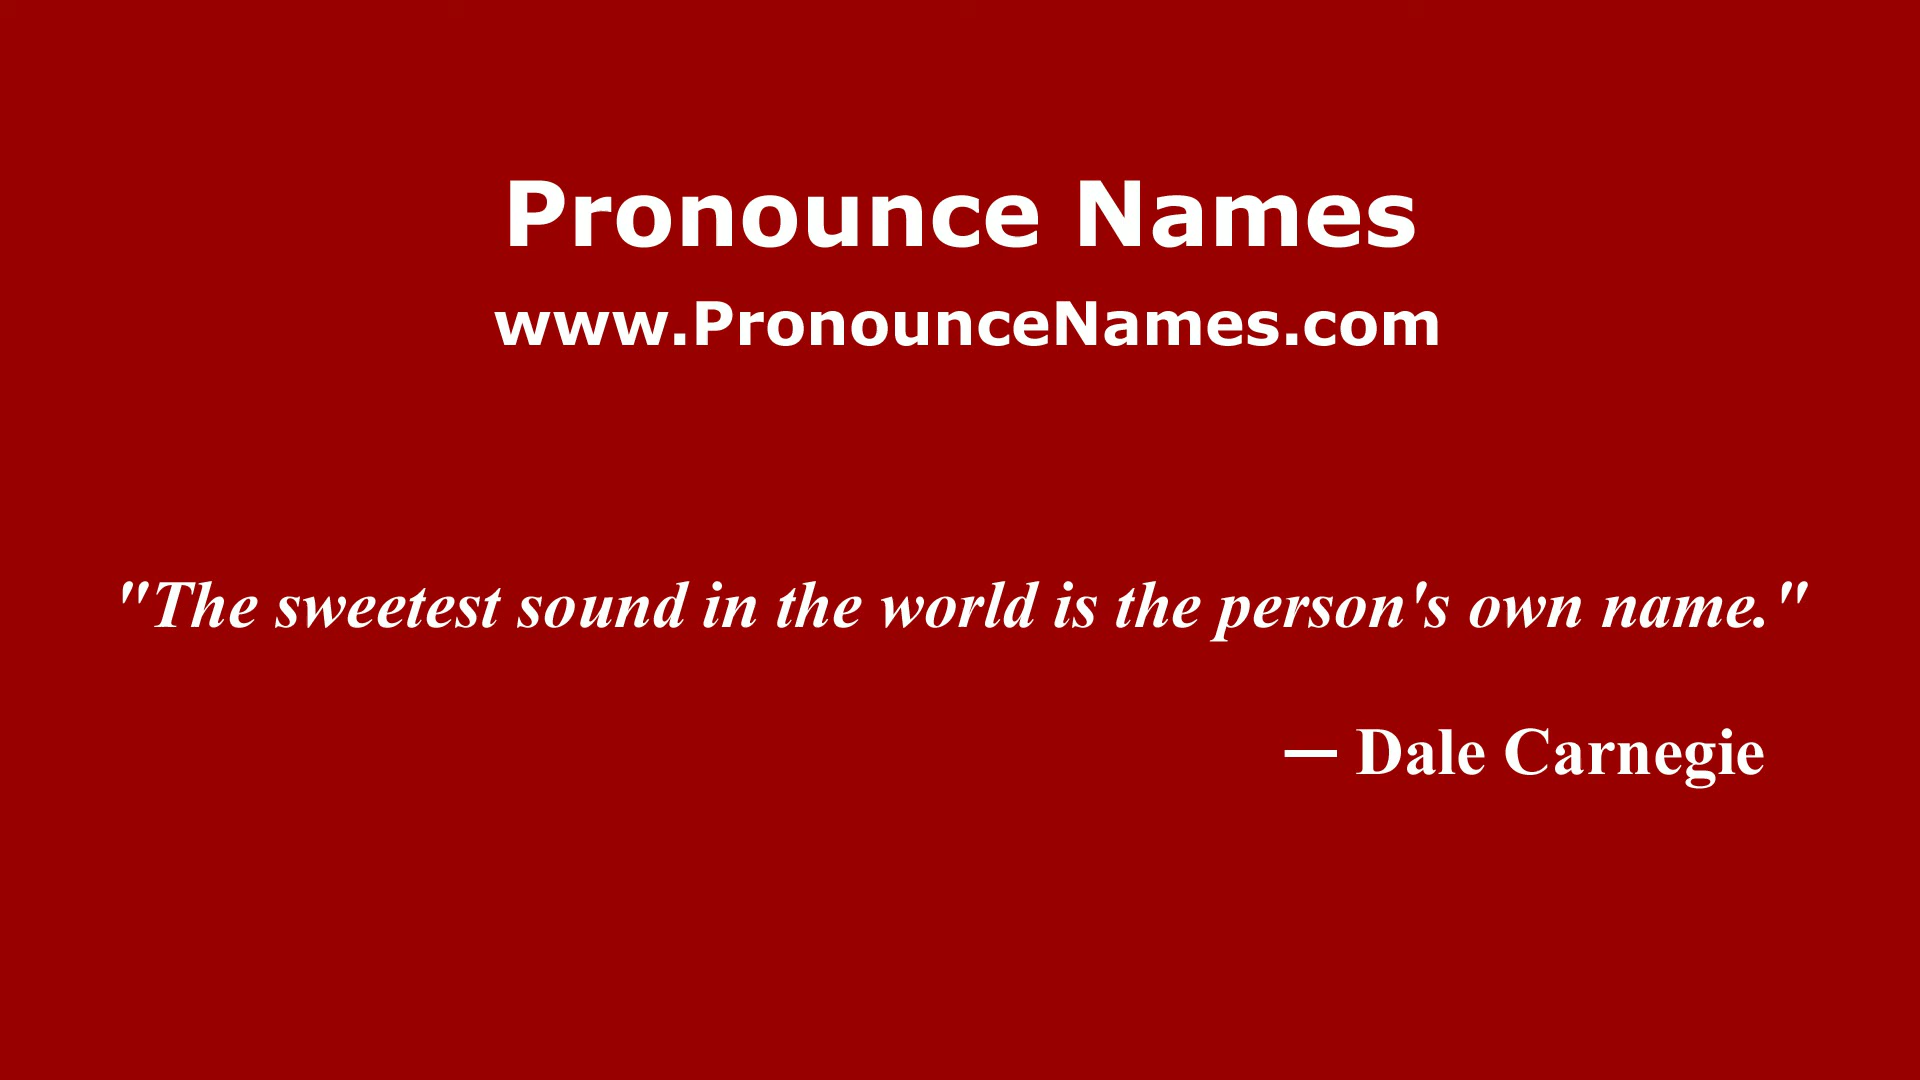 Pronounce Names
www.PronounceNames.com
"The sweetest sound in the world is the person's own name."
— Dale Carnegie